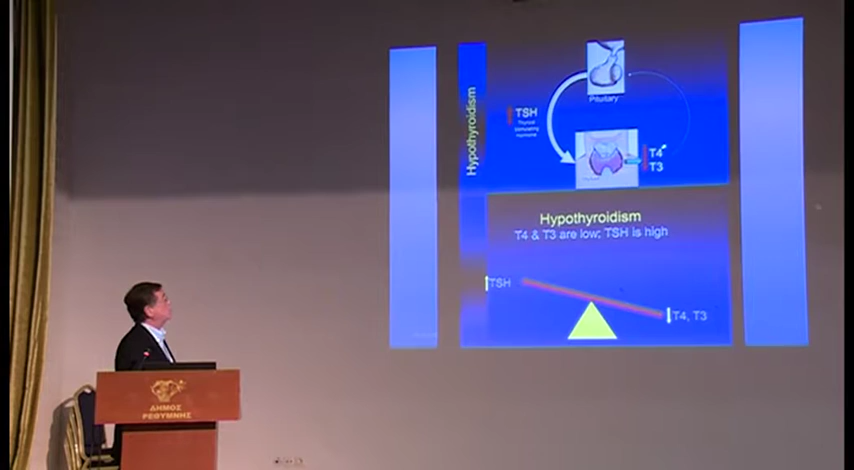 Hypothyroidism
Pituitary
TSH
Thyroid
Stimulating
Hormone
T4
T3
Hypothyroidism
T4 & T3 are low; TSH is high
TSH
T4, T3
ΔΗΜΟΣ
ΡΕΘΥΜΝΗΣ